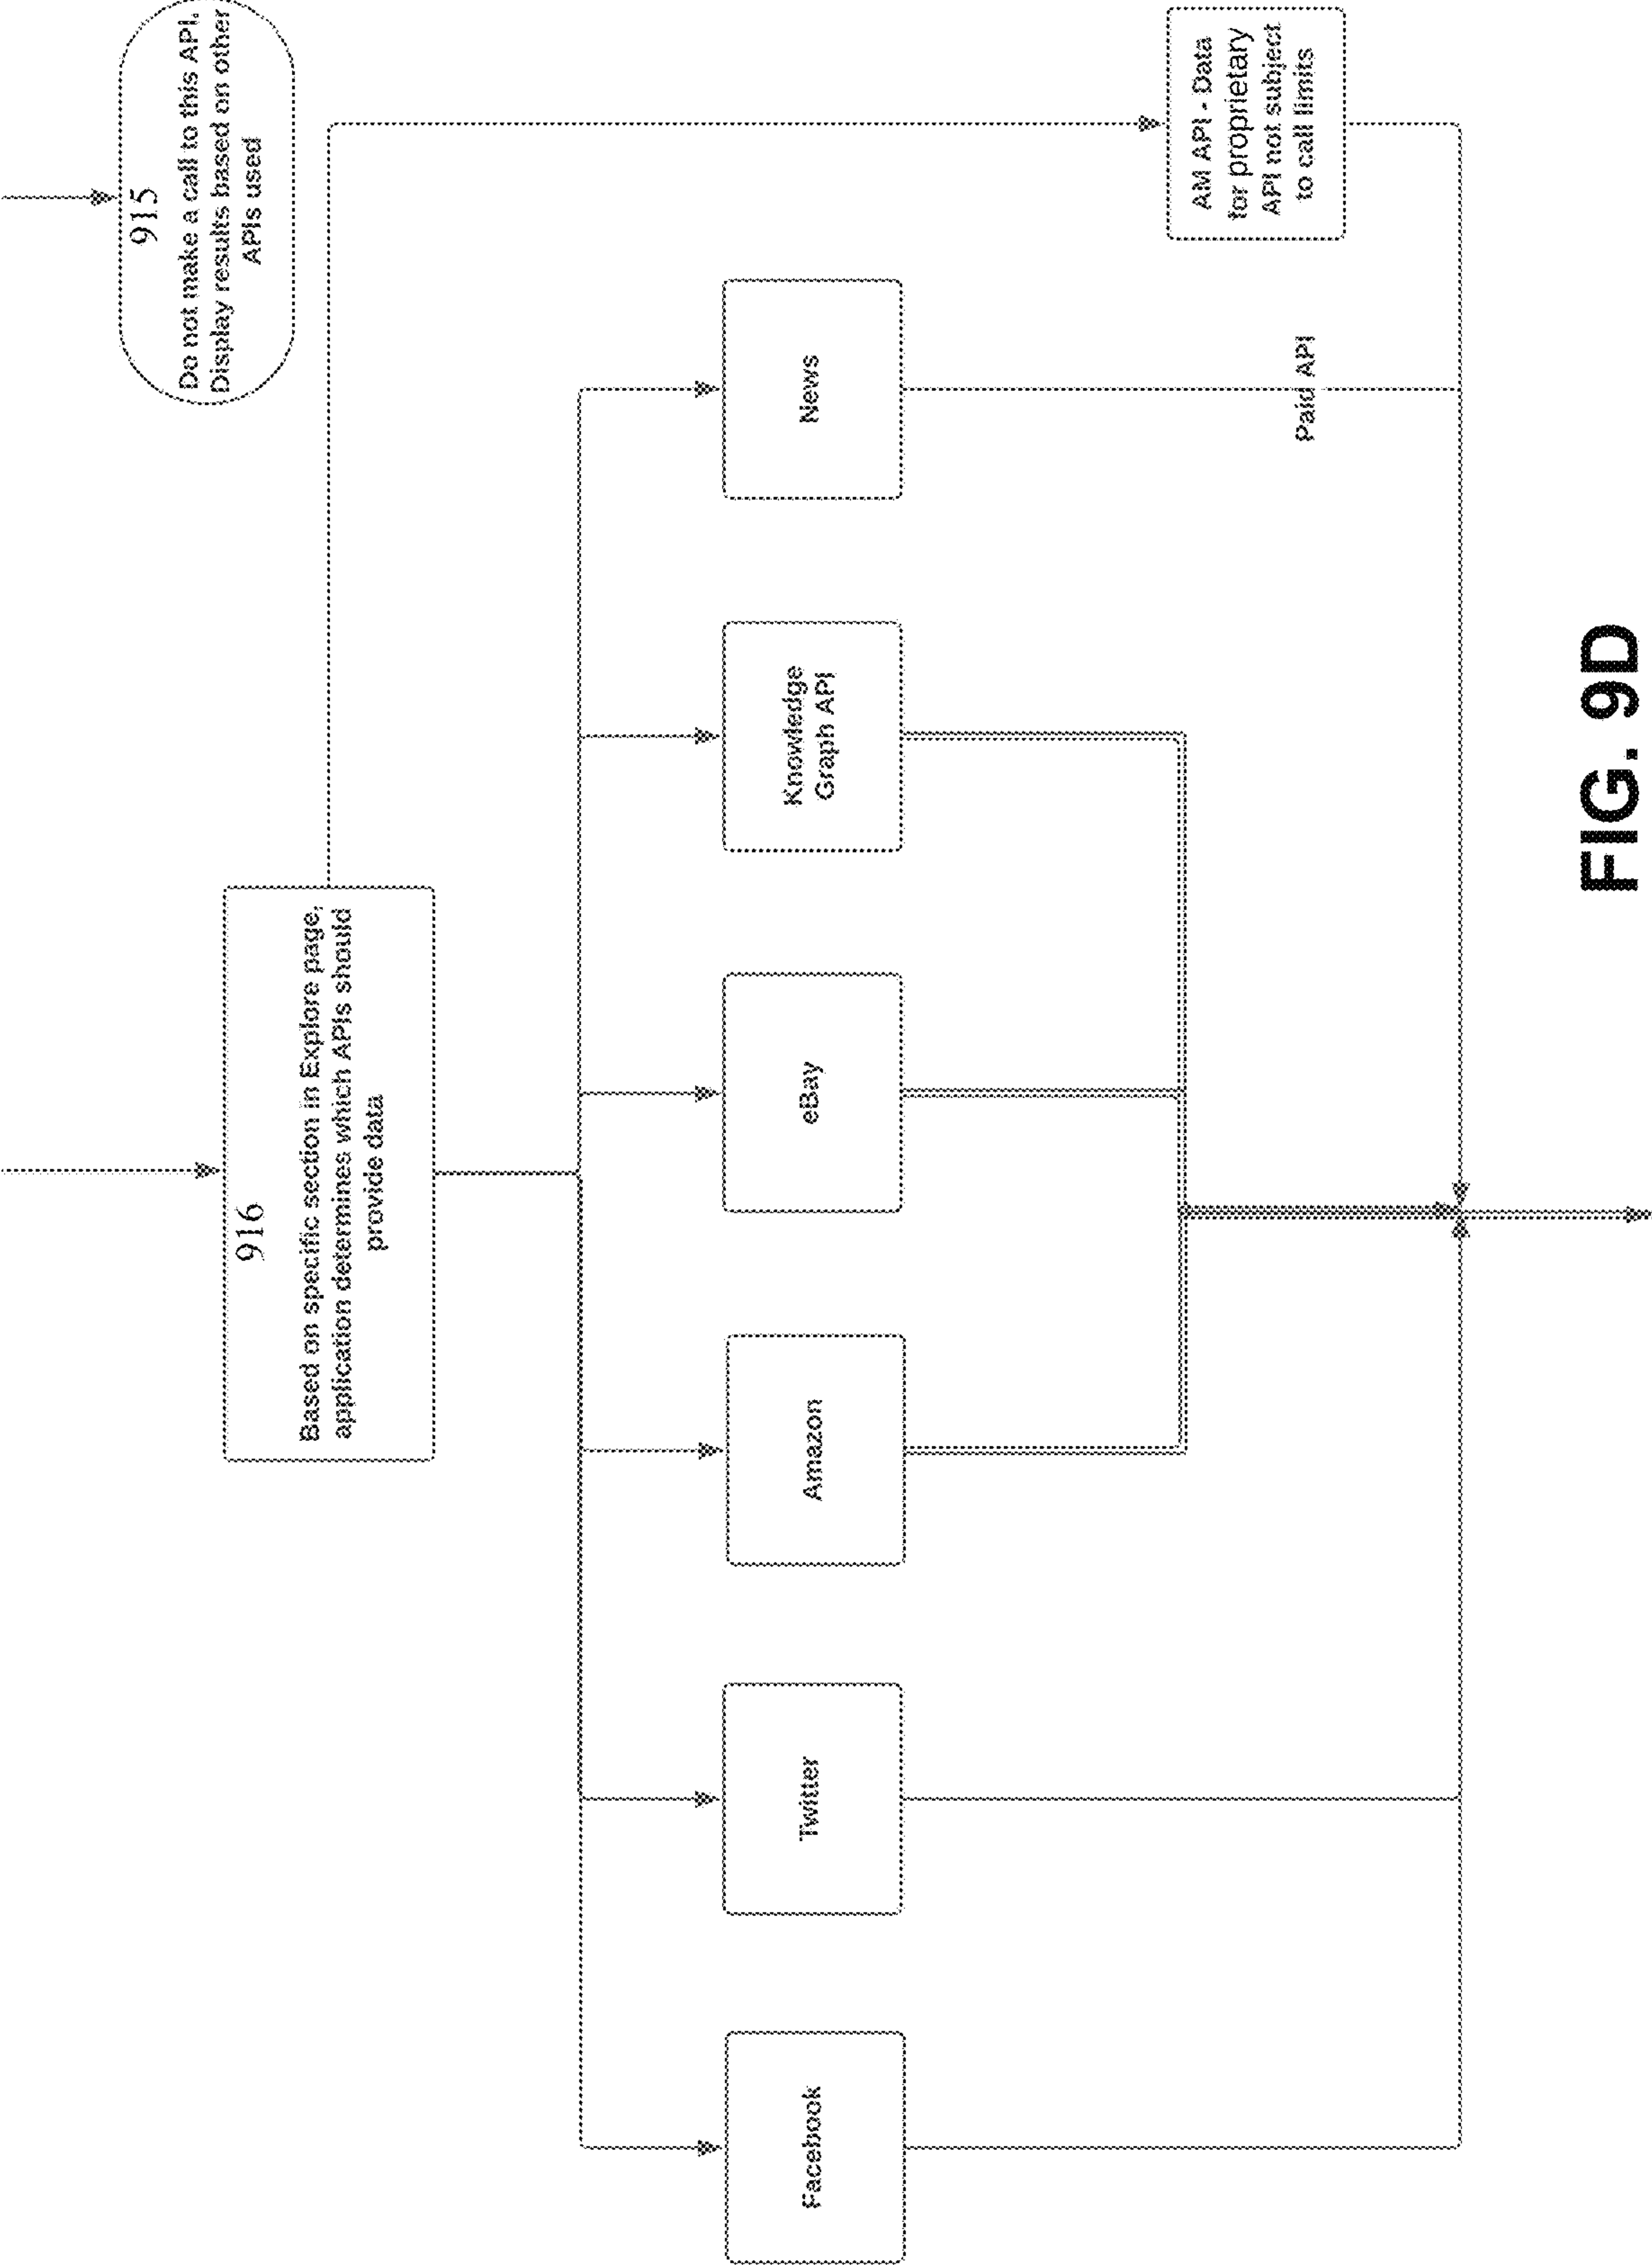 915
Do not make a call to this API.
Display results based on other
APIs used
916
Based on specific section in Explore page,
application determines which APIs should
provide data
Facebook
Twitter
Amazon
eBay
Knowledge
Graph API
News
AM API - Data
for proprietary
API not subject
to call limits
Paid API
FIG. 9D